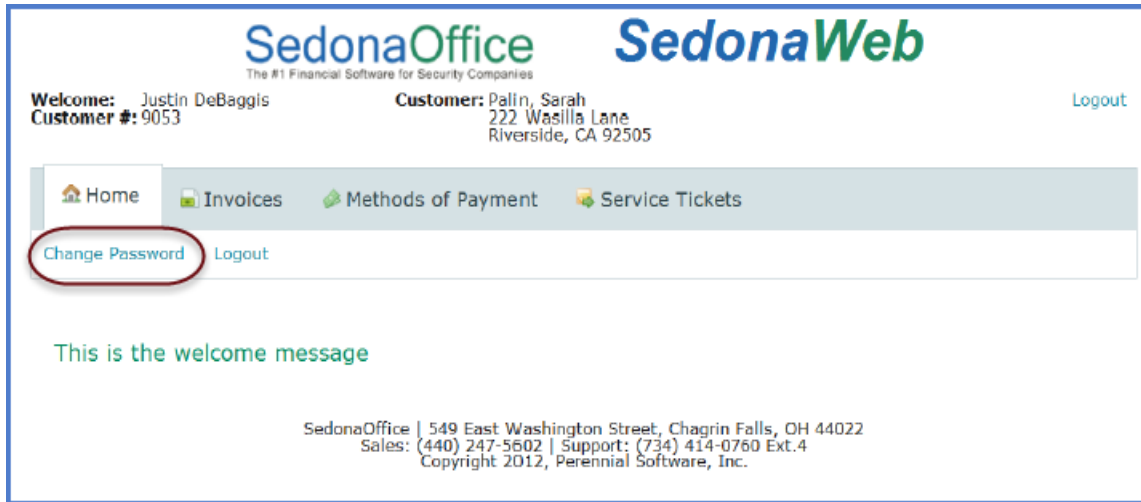 SedonaOffice SedonaWeb
The #1 Financial Software for Security Companies
Welcome: Justin DeBaggis Customer: Palin, Sarah Logout
Customer #: 9053 222 Wasilla Lane
Riverside, CA 92505
Home Invoices Methods of Payment Service Tickets
Change Password Logout
This is the welcome message
SedonaOffice | 549 East Washington Street, Chagrin Falls, OH 44022
Sales: (440) 247-5602 | Support: (734) 414-0760 Ext.4
Copyright 2012, Perennial Software, Inc.